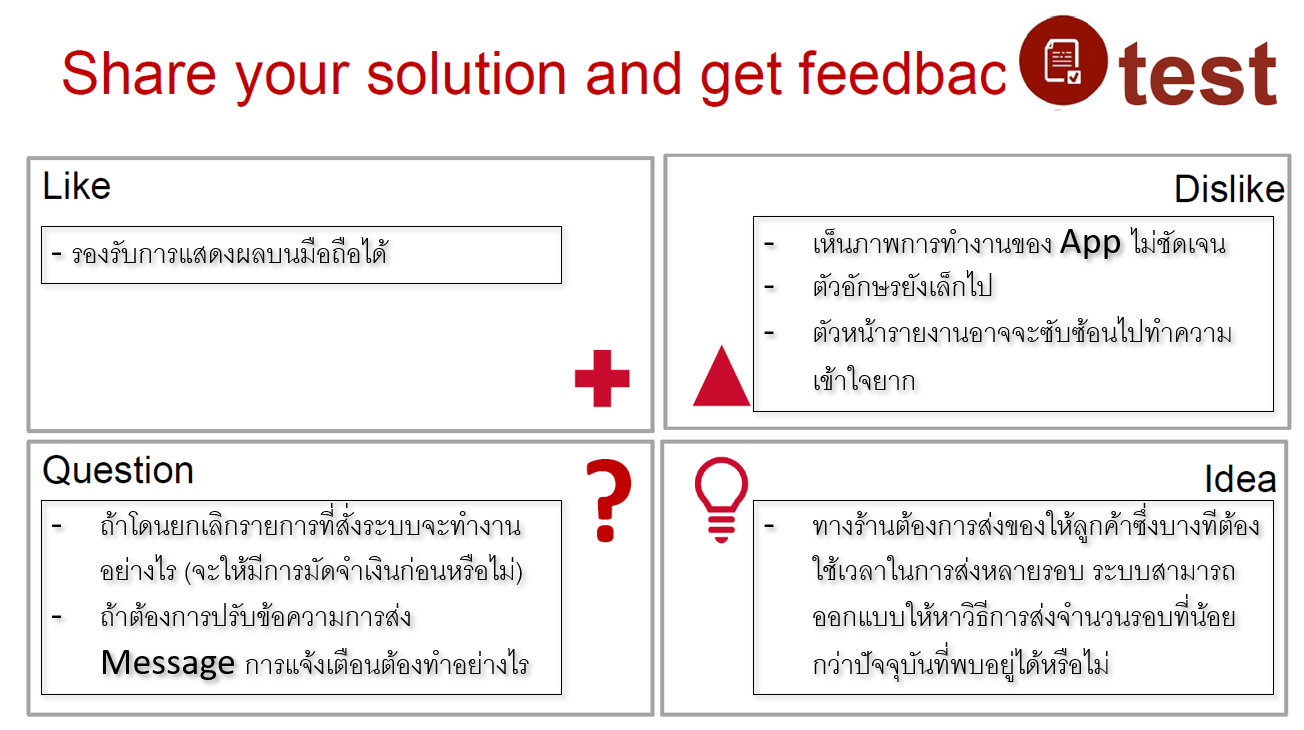 Share your solution and get feedbac
test
Like
- รองรับการแสดงผลบนมือถือได้
Dislike
- เห็นภาพการทำงานของ App ไม่ชัดเจน
- ตัวอักษรยังเล็กไป
- ตัวหน้ารายงานอาจจะซับซ้อนไปทำความ
เข้าใจยาก
Question
?
- ถ้าโดนยกเลิกรายการที่สั่งระบบจะทำงาน
อย่างไร (จะให้มีการมัดจำเงินก่อนหรือไม่)
- ถ้าต้องการปรับข้อความการส่ง
Message การแจ้งเตือนต้องทำอย่างไร
Idea
- ทางร้านต้องการส่งของให้ลูกค้าซึ่งบางทีต้อง
ใช้เวลาในการส่งหลายรอบ ระบบสามารถ
ออกแบบให้หาวิธีการส่งจำนวนรอบที่น้อย
กว่าปัจจุบันที่พบอยู่ได้หรือไม่